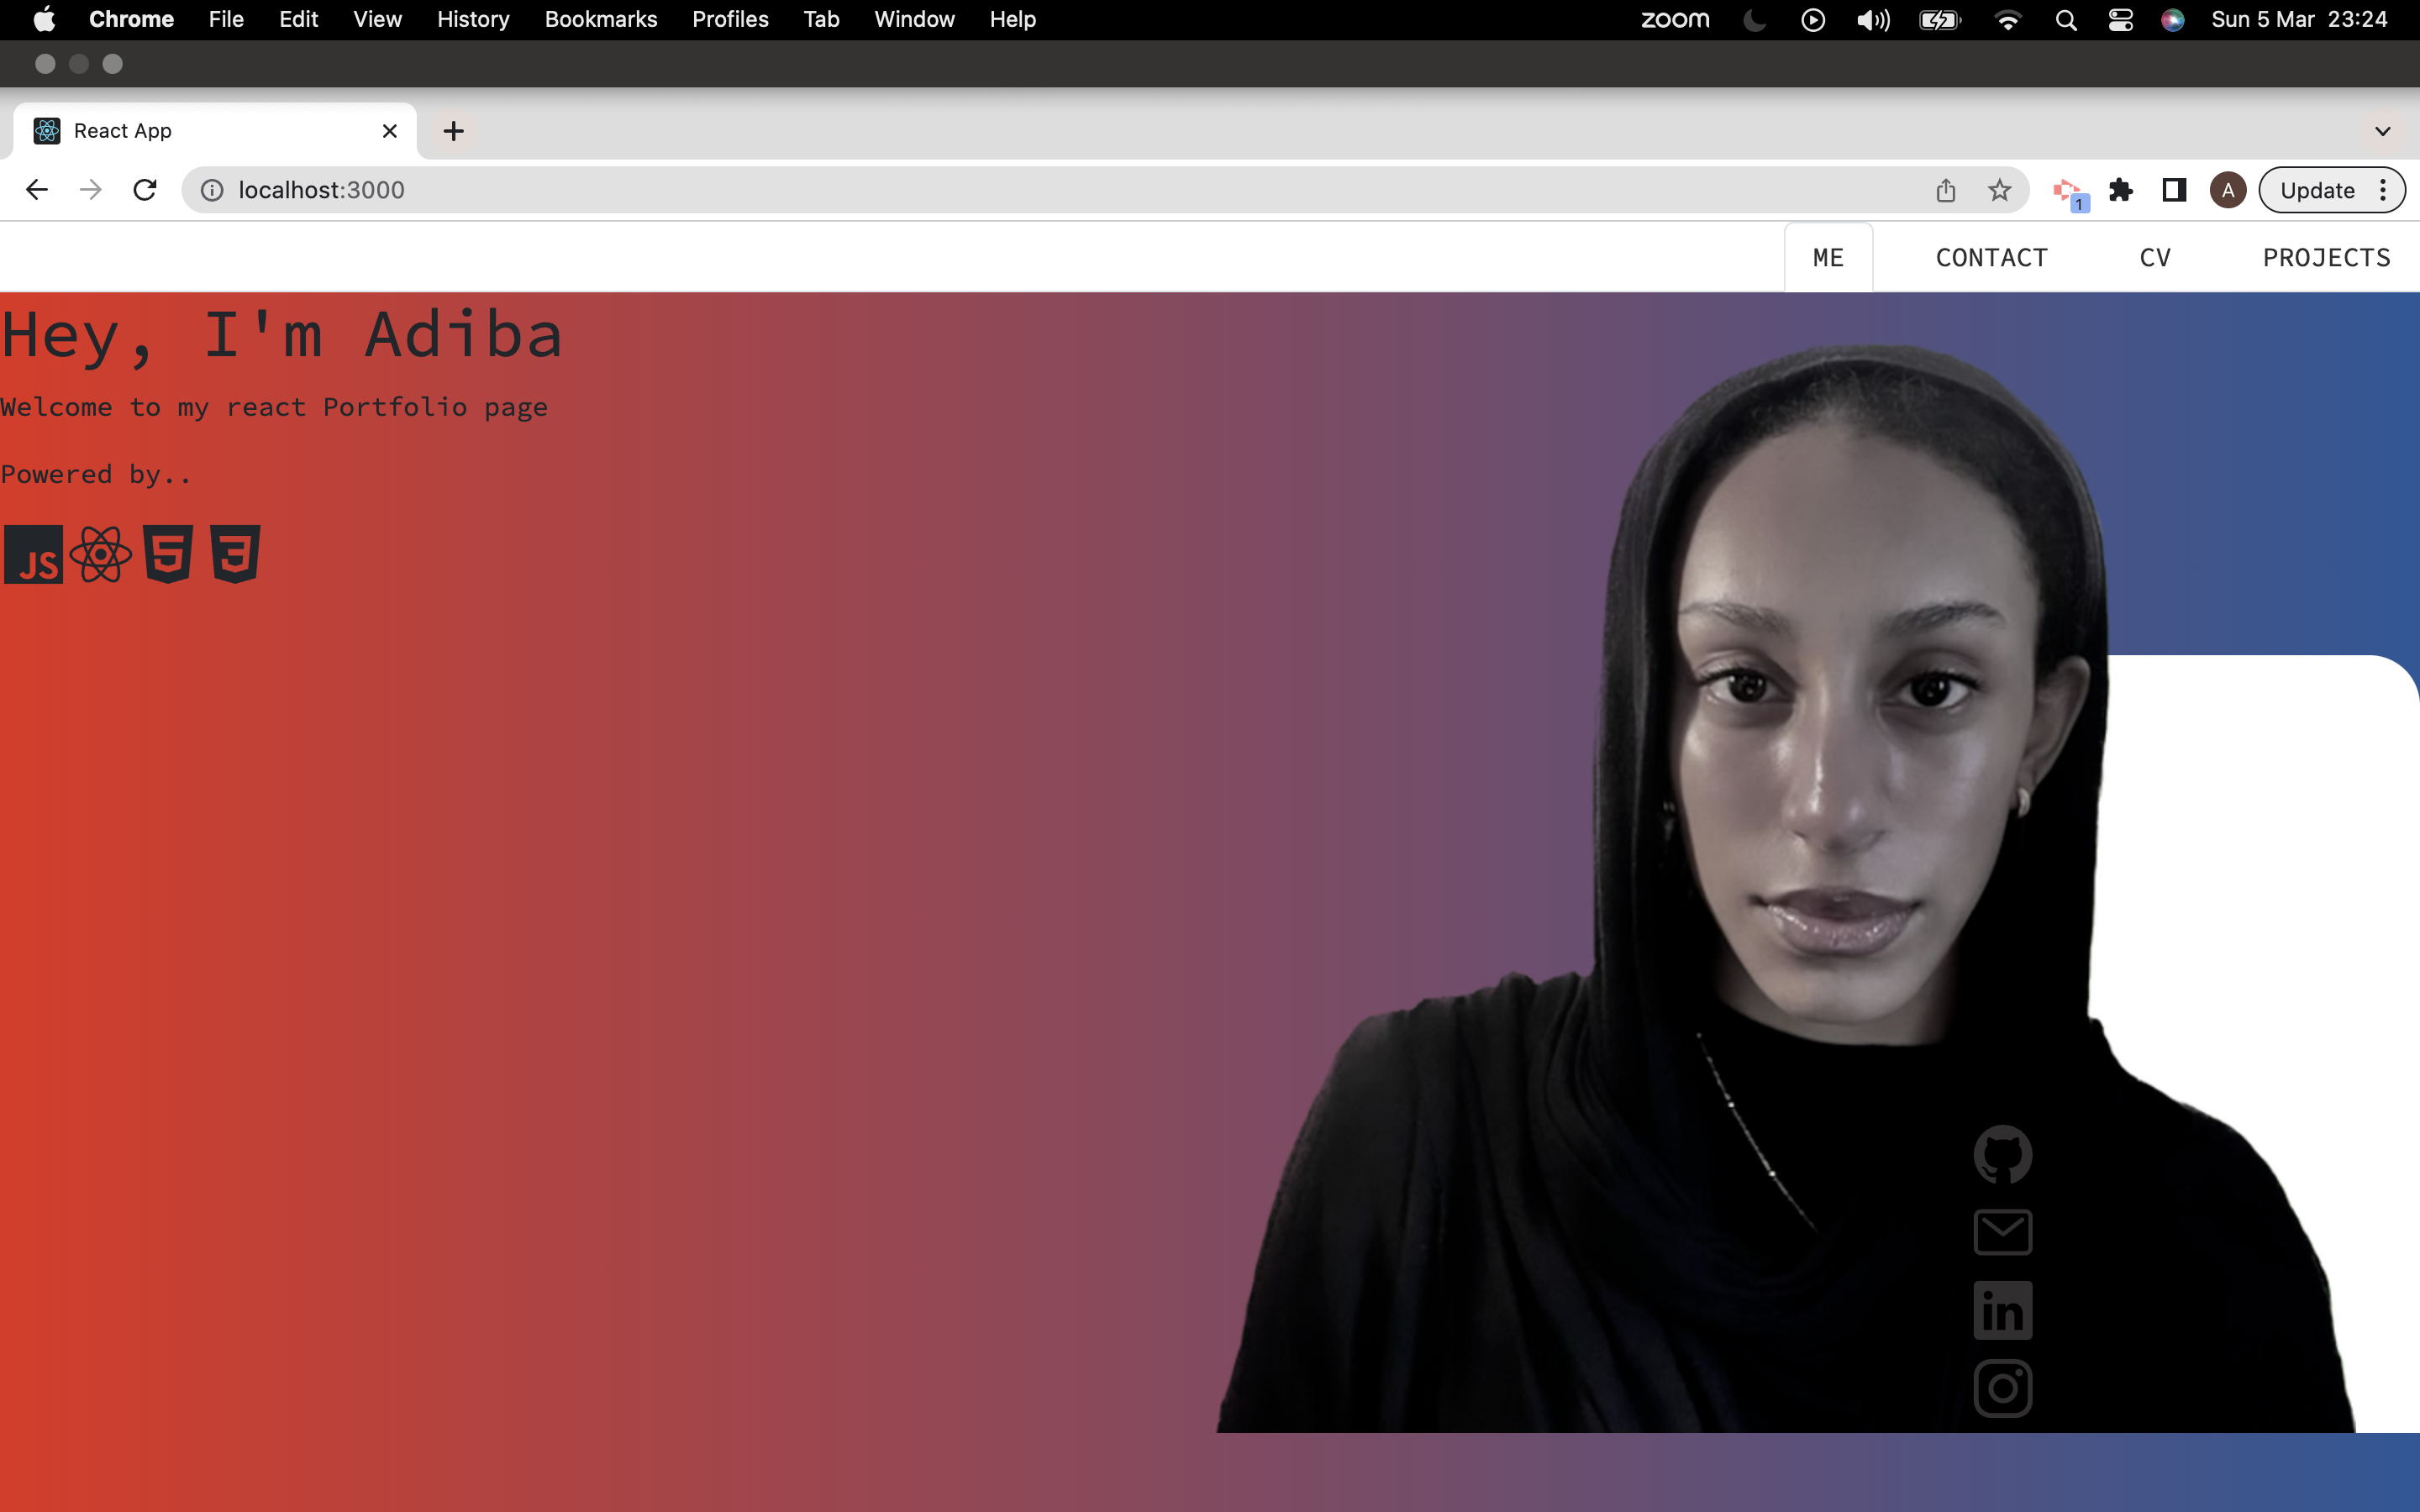 Chrome File Edit View History Bookmarks Profiles Tab Window Help zoom Sun 5 Mar 23:24
React App
localhost:3000 1 A Update
ME CONTACT CV PROJECTS
Hey, I'm Adiba
Welcome to my react Portfolio page
Powered by..
JS 5 3
in